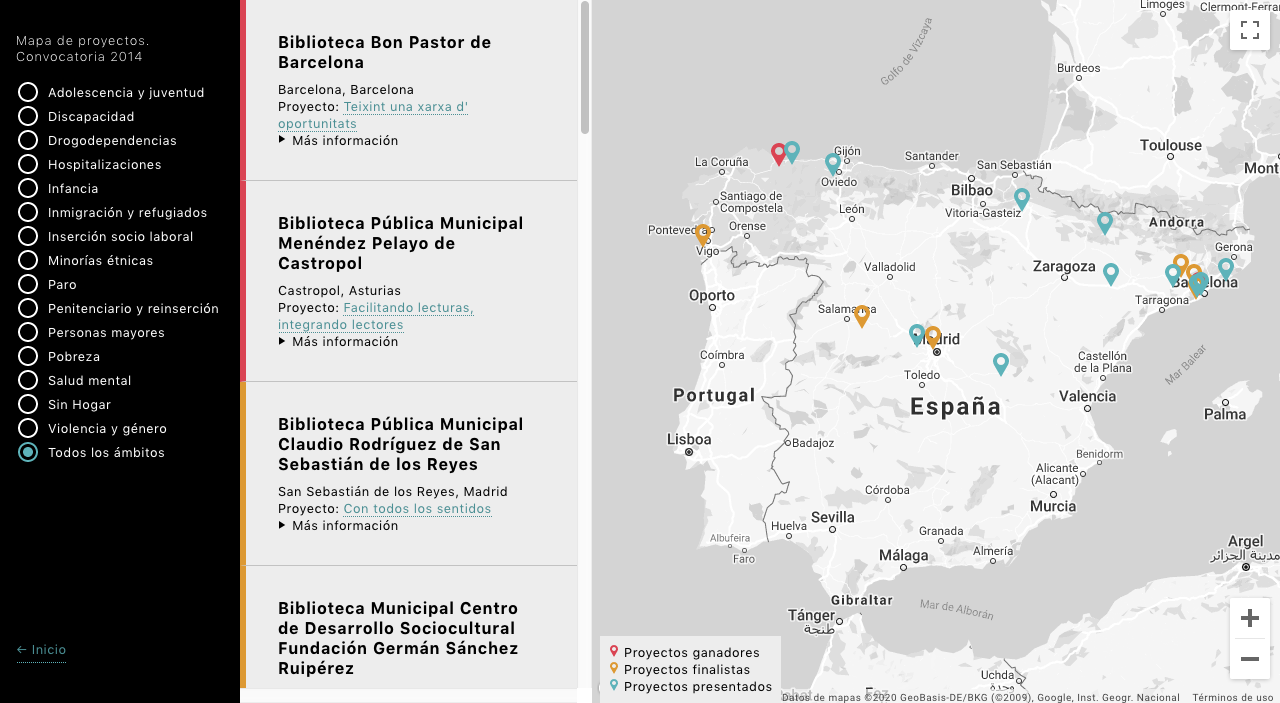 Mapa de proyectos.
Convocatoria 2014
Adolescencia y juventud
Discapacidad
Drogodependencias
Hospitalizaciones
Infancia
Inmigración y refugiados
Inserción socio laboral
Minorías étnicas
Paro
Penitenciario y reinserción
Personas mayores
Pobreza
Salud mental
Sin Hogar
Violencia y género
Todos los ámbitos
← Inicio
Biblioteca Bon Pastor de
Barcelona
Barcelona, Barcelona
Proyecto: Teixint una xarxa d'
oportunitats
Más información
Biblioteca Pública Municipal
Menéndez Pelayo de
Castropol
Castropol, Asturias
Proyecto: Facilitando lecturas,
integrando lectores
Más información
Biblioteca Pública Municipal
Claudio Rodríguez de San
Sebastián de los Reyes
San Sebastián de los Reyes, Madrid
Proyecto: Con todos los sentidos
Más información
Biblioteca Municipal Centro
de Desarrollo Sociocultural
Fundación Germán Sánchez
Ruipérez
Limoges
Clermont-Ferran
Golfo de Vizcaya
Burdeos
Toulouse
Mont
La Coruña
Gijón
Oviedo
Santander
San Sebastián
Bilbao
Vitoria-Gasteiz
Santiago de
Compostela
León
Pontevedra
Orense
Vigo
Andorra
Gerona
Valladolid
Zaragoza
Barcelona
Tarragona
Oporto
Salamanca
Madrid
Coímbra
Toledo
Castellón
de la Plana
Mar Balear
Portugal
España
Valencia
Palma
Lisboa
Badajoz
Benidorm
Alicante
(Alacant)
Córdoba
Murcia
Sevilla
Huelva
Granada
Albufeira
Faro
Málaga
Almería
Argel
مدينة الجزائر
Gibraltar
Mar de Alborán
Tánger
طنجة
Uchda
وجدة
Fez
Proyectos ganadores
Proyectos finalistas
Proyectos presentados
Datos de mapas ©2020 GeoBasis-DE/BKG (©2009), Google, Inst. Geogr. Nacional
Términos de uso